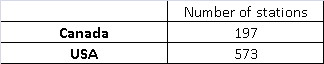 Number of stations
Canada 197
USA 573